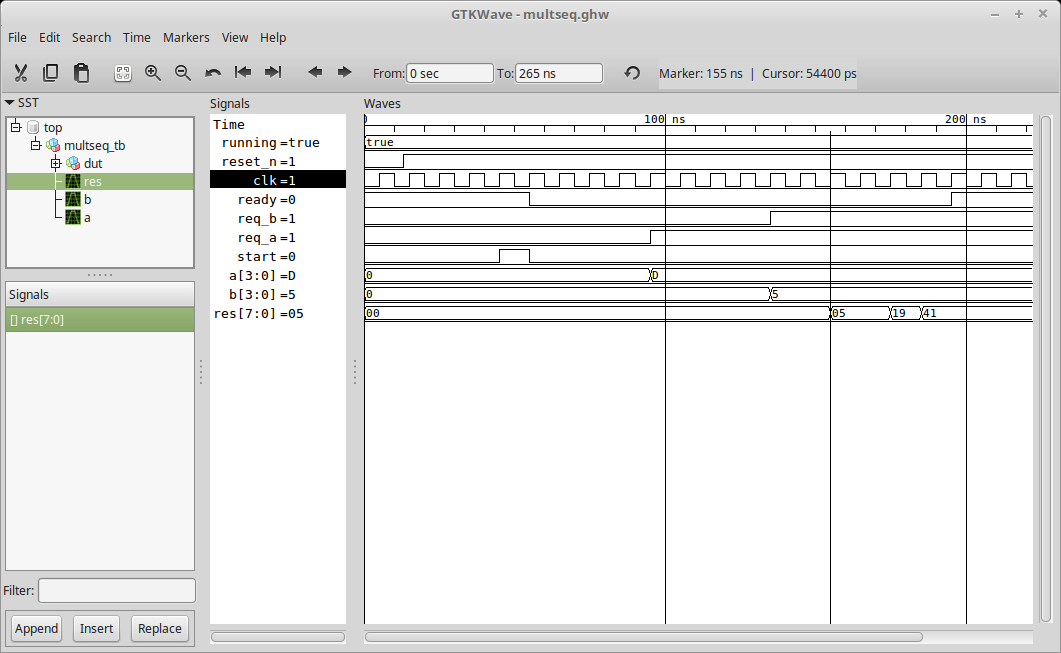 GTKWave - multseq.ghw
File Edit Search Time Markers View Help
From: 0 sec To: 265 ns Marker: 155 ns | Cursor: 54400 ps
SST
top
multseq_tb
dut
res
b
a
Signals
[] res[7:0]
Filter:
Append Insert Replace
Signals
Time
running=true
reset_n=1
clk=1
ready=0
req_b=1
req_a=1
start=0
a[3:0]=D
b[3:0]=5
res[7:0]=05
Waves
0 100 ns 200 ns
true
0 D
0 5
00 05 19 41